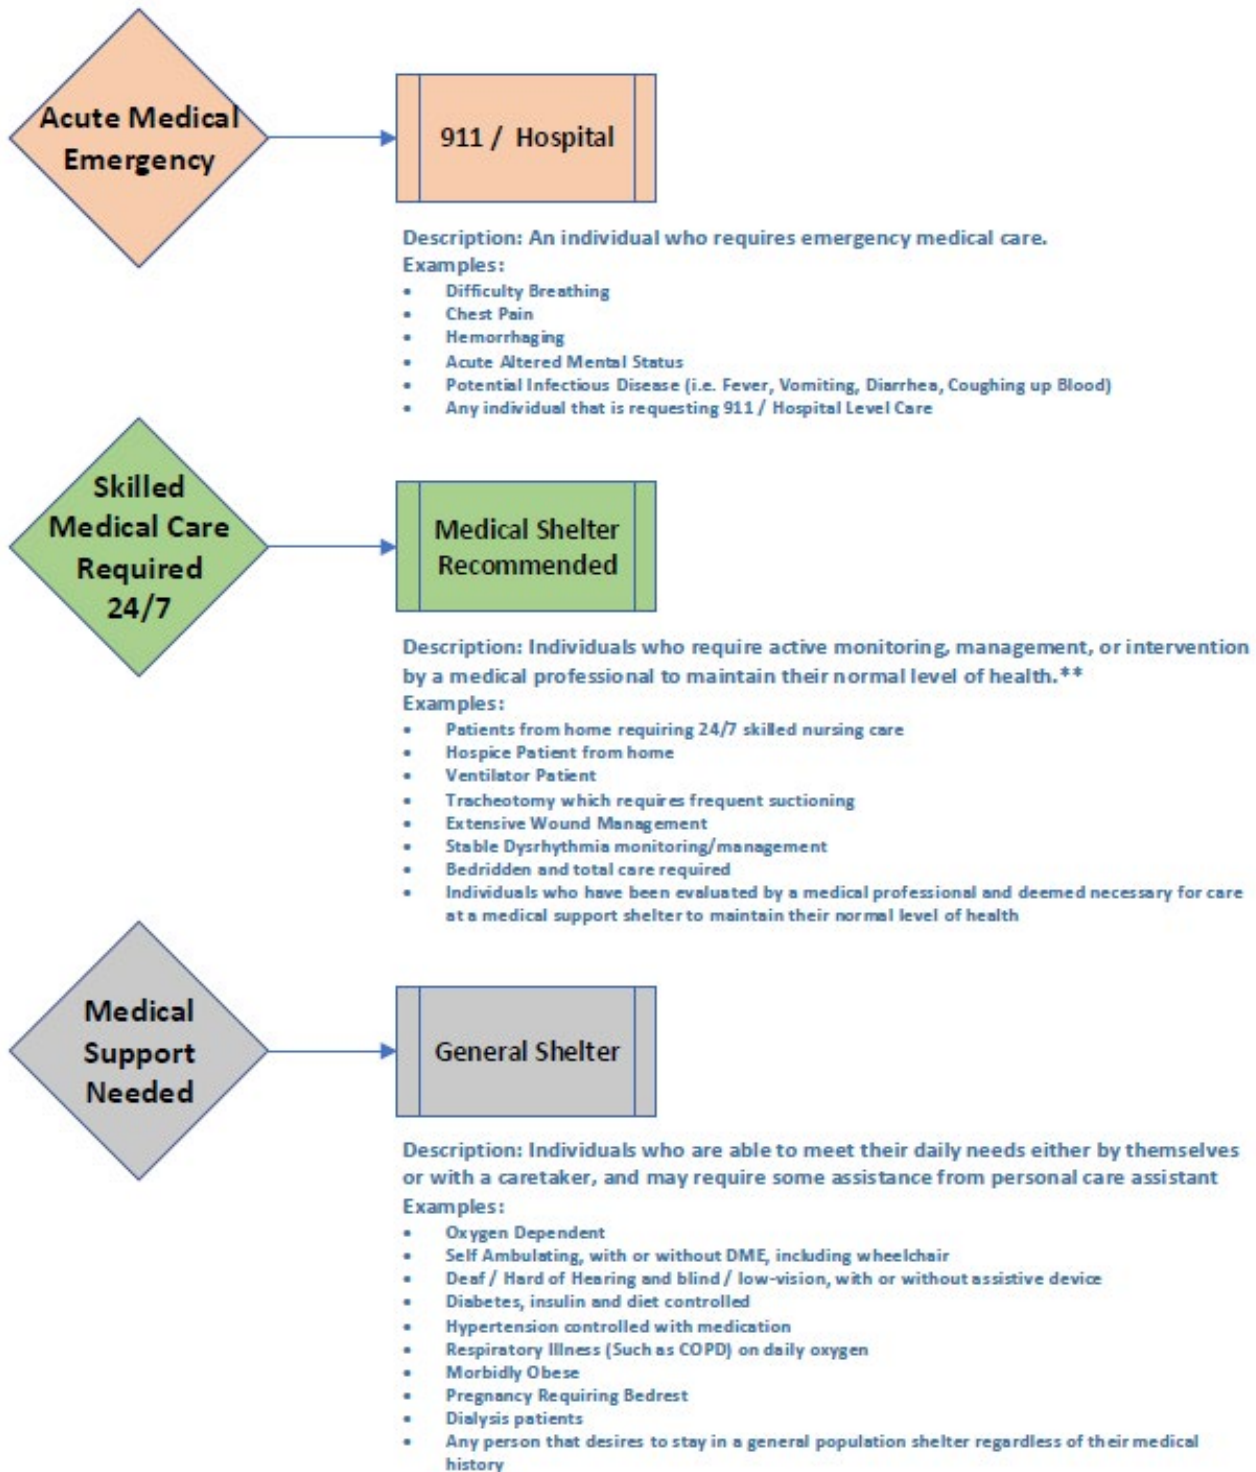 Acute Medical
Emergency
911 / Hospital
Description: An individual who requires emergency medical care.
Examples:
• Difficulty Breathing
• Chest Pain
• Hemorrhaging
• Acute Altered Mental Status
• Potential Infectious Disease (i.e. Fever, Vomiting, Diarrhea, Coughing up Blood)
• Any individual that is requesting 911 / Hospital Level Care
Skilled
Medical Care
Required
24/7
Medical Shelter
Recommended
Description: Individuals who require active monitoring, management, or intervention
by a medical professional to maintain their normal level of health.**
Examples:
• Patients from home requiring 24/7 skilled nursing care
• Hospice Patient from home
• Ventilator Patient
• Tracheotomy which requires frequent suctioning
• Extensive Wound Management
• Stable Dysrhythmia monitoring/management
• Bedridden and total care required
• Individuals who have been evaluated by a medical professional and deemed necessary for care
at a medical support shelter to maintain their normal level of health
Medical
Support
Needed
General Shelter
Description: Individuals who are able to meet their daily needs either by themselves
or with a caretaker, and may require some assistance from personal care assistant
Examples:
• Oxygen Dependent
• Self Ambulating, with or without DME, including wheelchair
• Deaf / Hard of Hearing and blind / low-vision, with or without assistive device
• Diabetes, insulin and diet controlled
• Hypertension controlled with medication
• Respiratory Illness (Such as COPD) on daily oxygen
• Morbidly Obese
• Pregnancy Requiring Bedrest
• Dialysis patients
• Any person that desires to stay in a general population shelter regardless of their medical
history